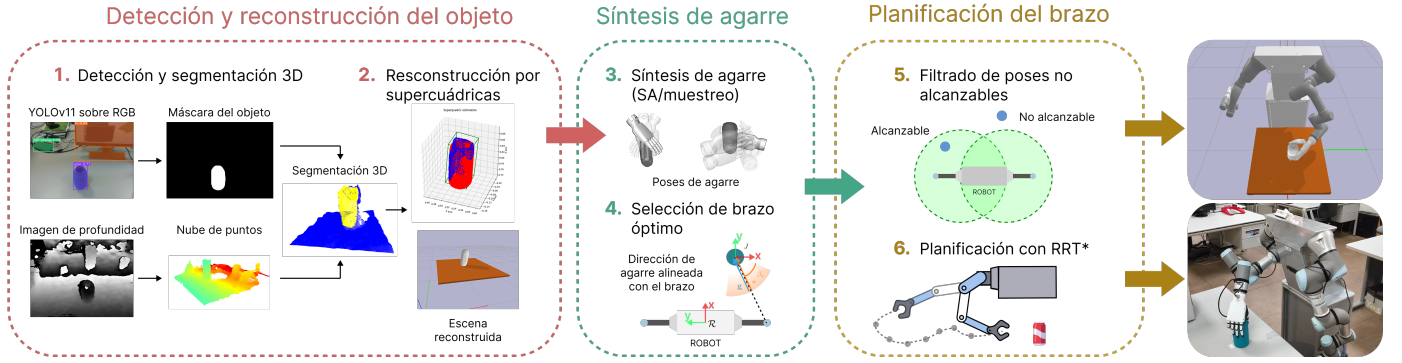 Detección y reconstrucción del objeto
1. Detección y segmentación 3D
YOLOv11 sobre RGB
Máscara del objeto
Imagen de profundidad
Nube de puntos
Segmentación 3D
2. Resconstrucción por
supercuádricas
Escena
reconstruida
Síntesis de agarre
3. Síntesis de agarre
(SA/muestreo)
Poses de agarre
4. Selección de brazo
óptimo
Dirección de
agarre alineada
con el brazo
y
x
x
y
R
ROBOT
Planificación del brazo
5. Filtrado de poses no
alcanzables
No alcanzable
Alcanzable
ROBOT
6. Planificación con RRT*